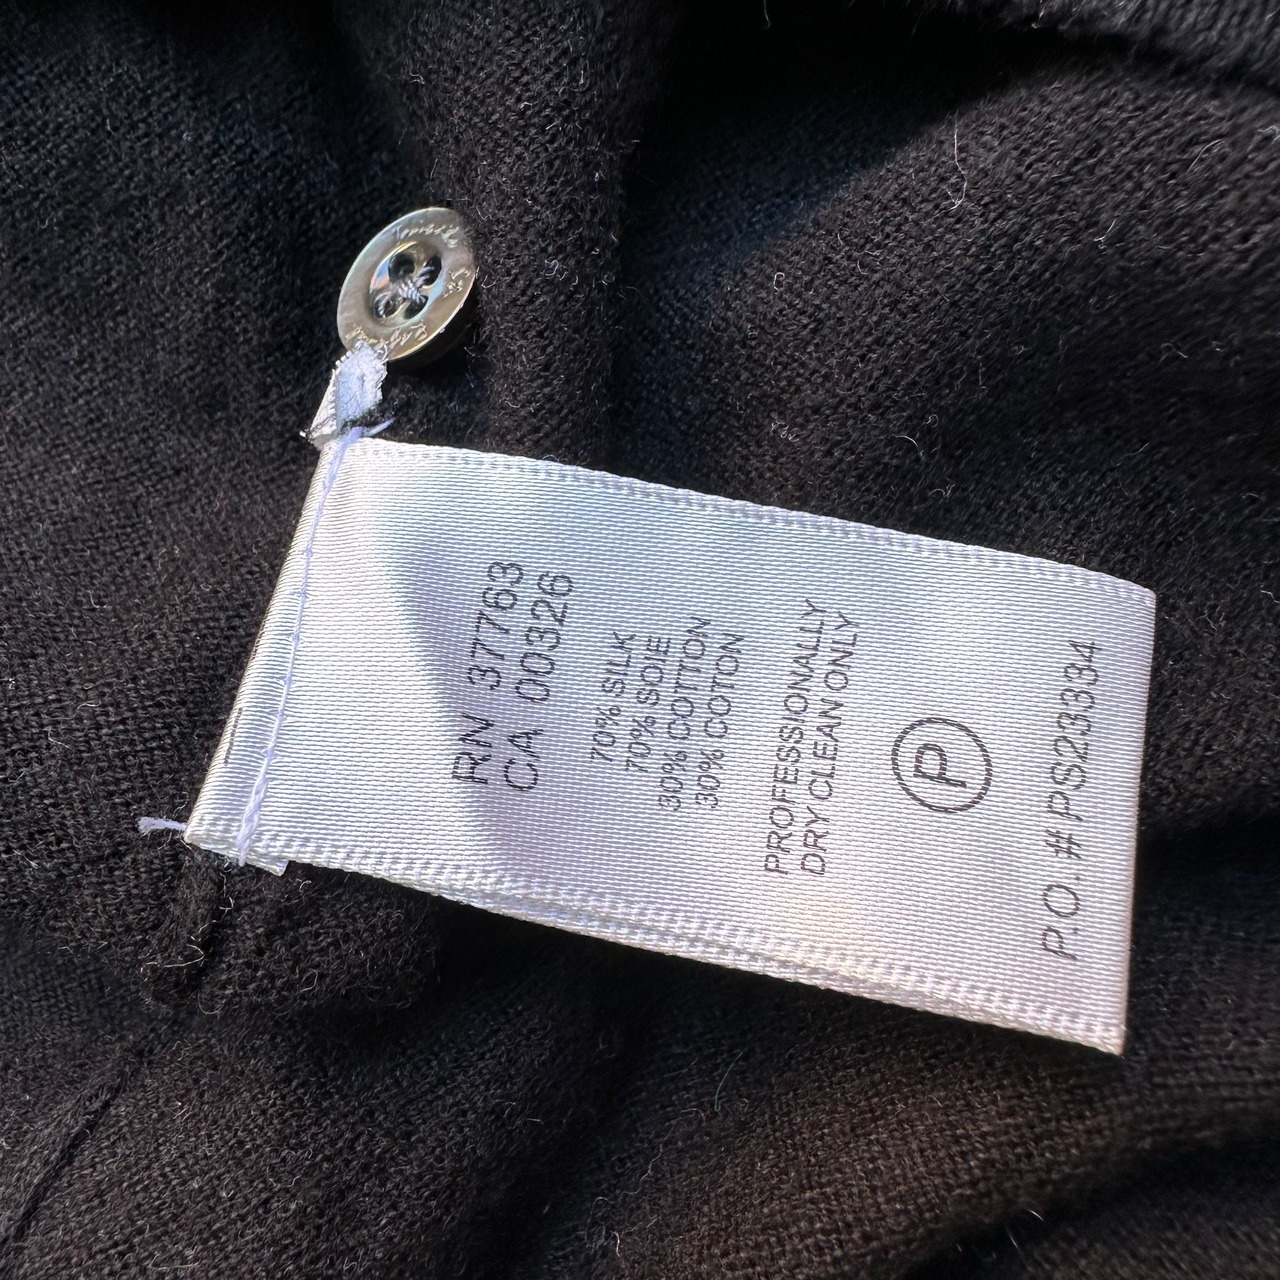 RN 37763
CA 00326
70% SILK
70% SOIE
30% COTTON
30% COTON
PROFESSIONALLY
DRY CLEAN ONLY
P
P.O. # PS23334